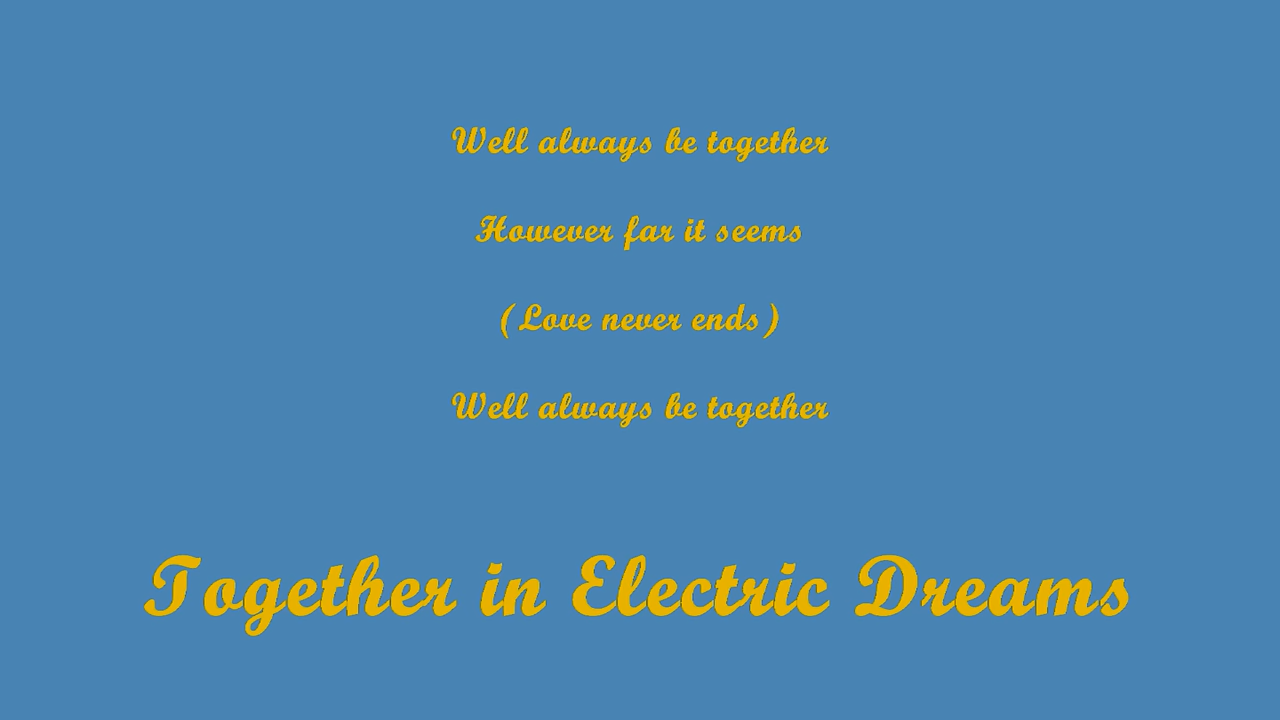 Well always be together
However far it seems
(Love never ends)
Well always be together
Together in Electric Dreams